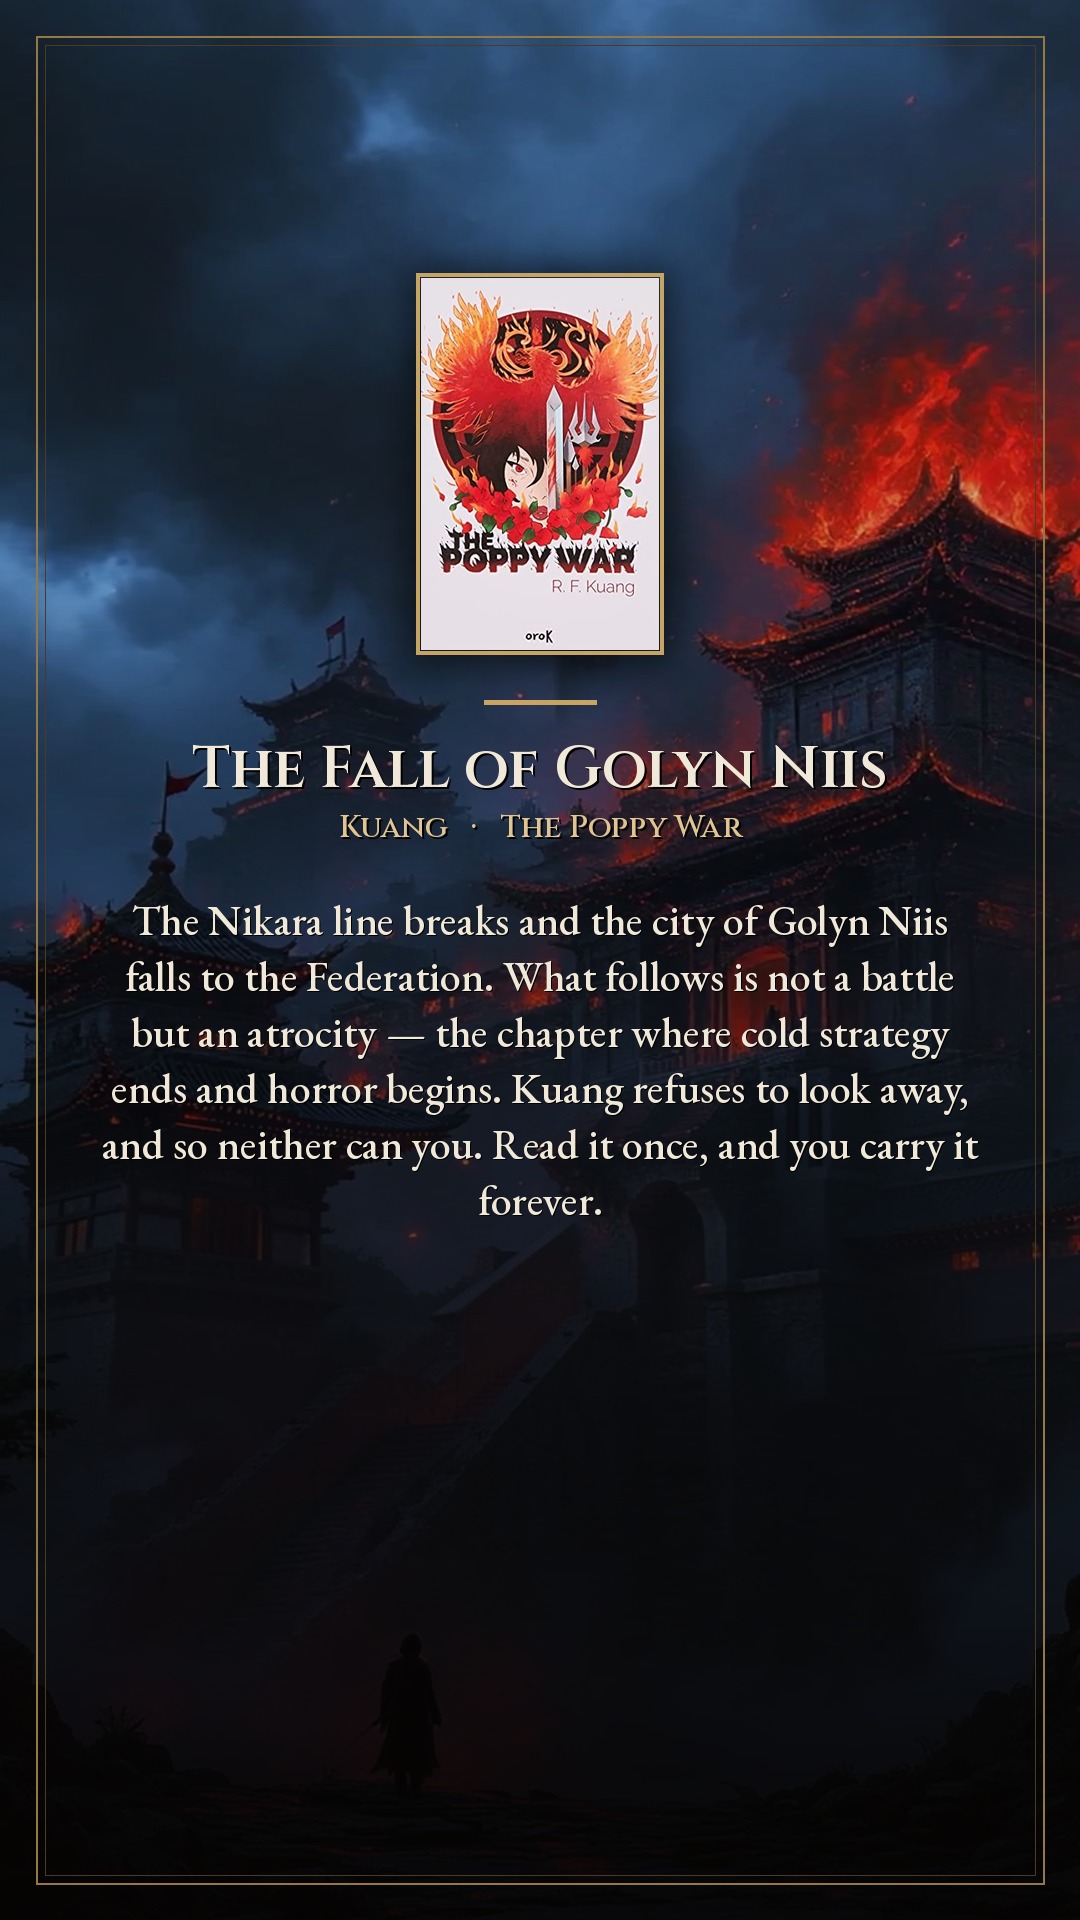 THE
POPPY WAR
R. F. Kuang
oroK
The Fall of Golyn Niis
Kuang · The Poppy War
The Nikara line breaks and the city of Golyn Niis
falls to the Federation. What follows is not a battle
but an atrocity — the chapter where cold strategy
ends and horror begins. Kuang refuses to look away,
and so neither can you. Read it once, and you carry it
forever.